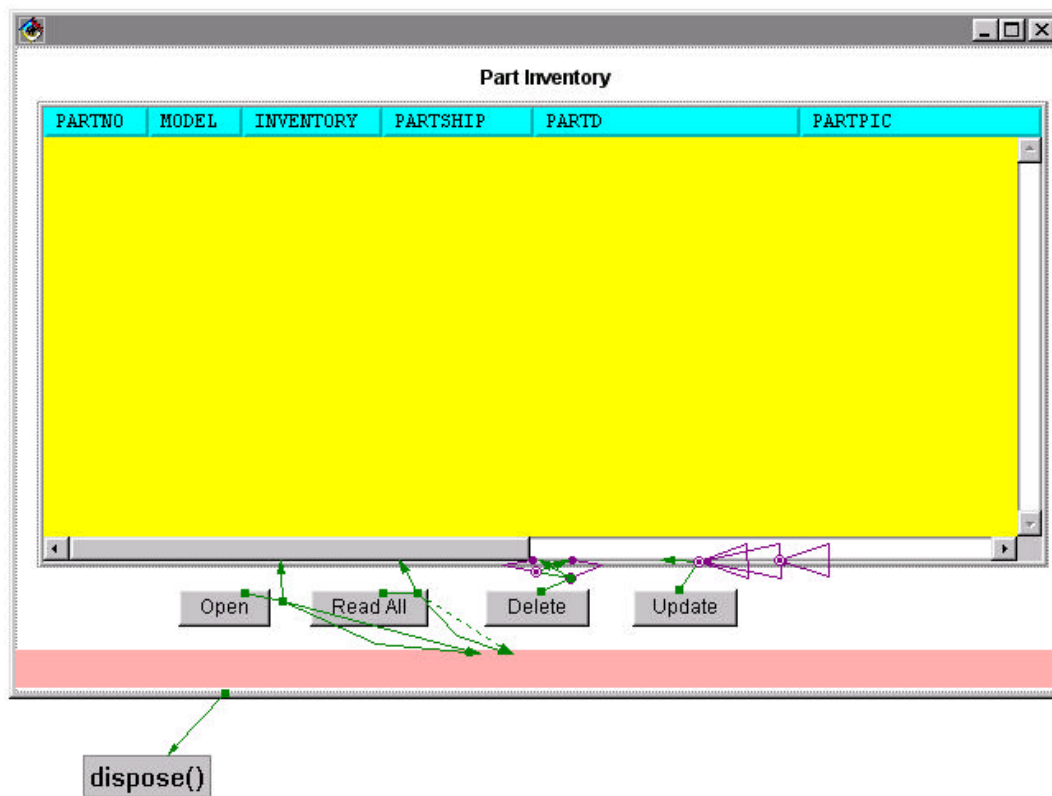 Part Inventory
PARTNO MODEL INVENTORY PARTSHIP PARTD PARTPIC
Open Read All Delete Update
dispose()